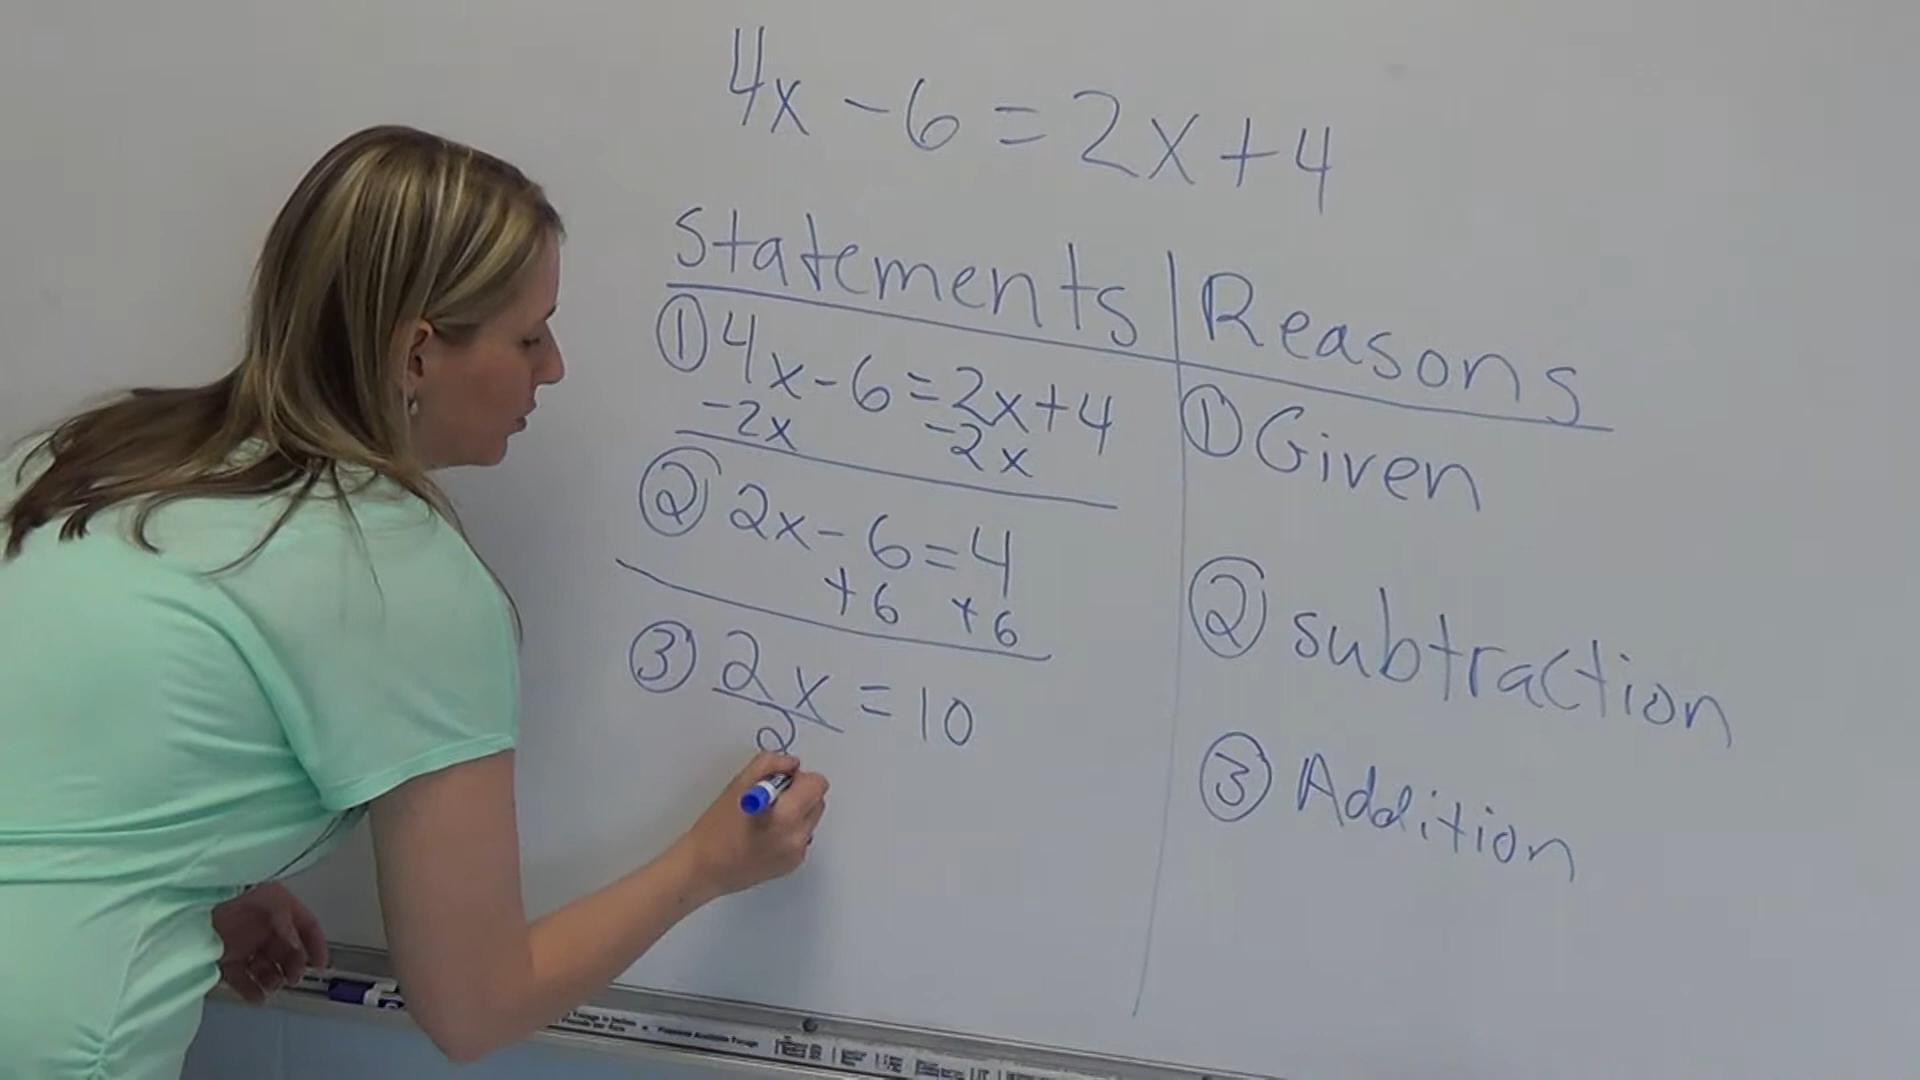 4x - 6 = 2x + 4
Statements | Reasons
① 4x - 6 = 2x + 4
-2x -2x
① Given
② 2x - 6 = 4
+6 +6
② subtraction
③ 2x = 10
2
③ Addition